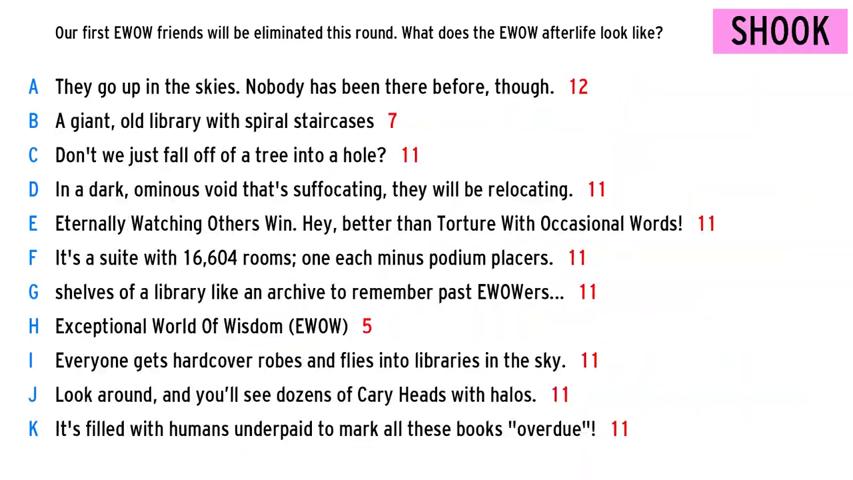 Our first EWOW friends will be eliminated this round. What does the EWOW afterlife look like?
SHOOK
A They go up in the skies. Nobody has been there before, though. 12
B A giant, old library with spiral staircases 7
C Don't we just fall off of a tree into a hole? 11
D In a dark, ominous void that's suffocating, they will be relocating. 11
E Eternally Watching Others Win. Hey, better than Torture With Occasional Words! 11
F It's a suite with 16,604 rooms; one each minus podium placers. 11
G shelves of a library like an archive to remember past EWOWers... 11
H Exceptional World Of Wisdom (EWOW) 5
I Everyone gets hardcover robes and flies into libraries in the sky. 11
J Look around, and you’ll see dozens of Cary Heads with halos. 11
K It's filled with humans underpaid to mark all these books "overdue"! 11